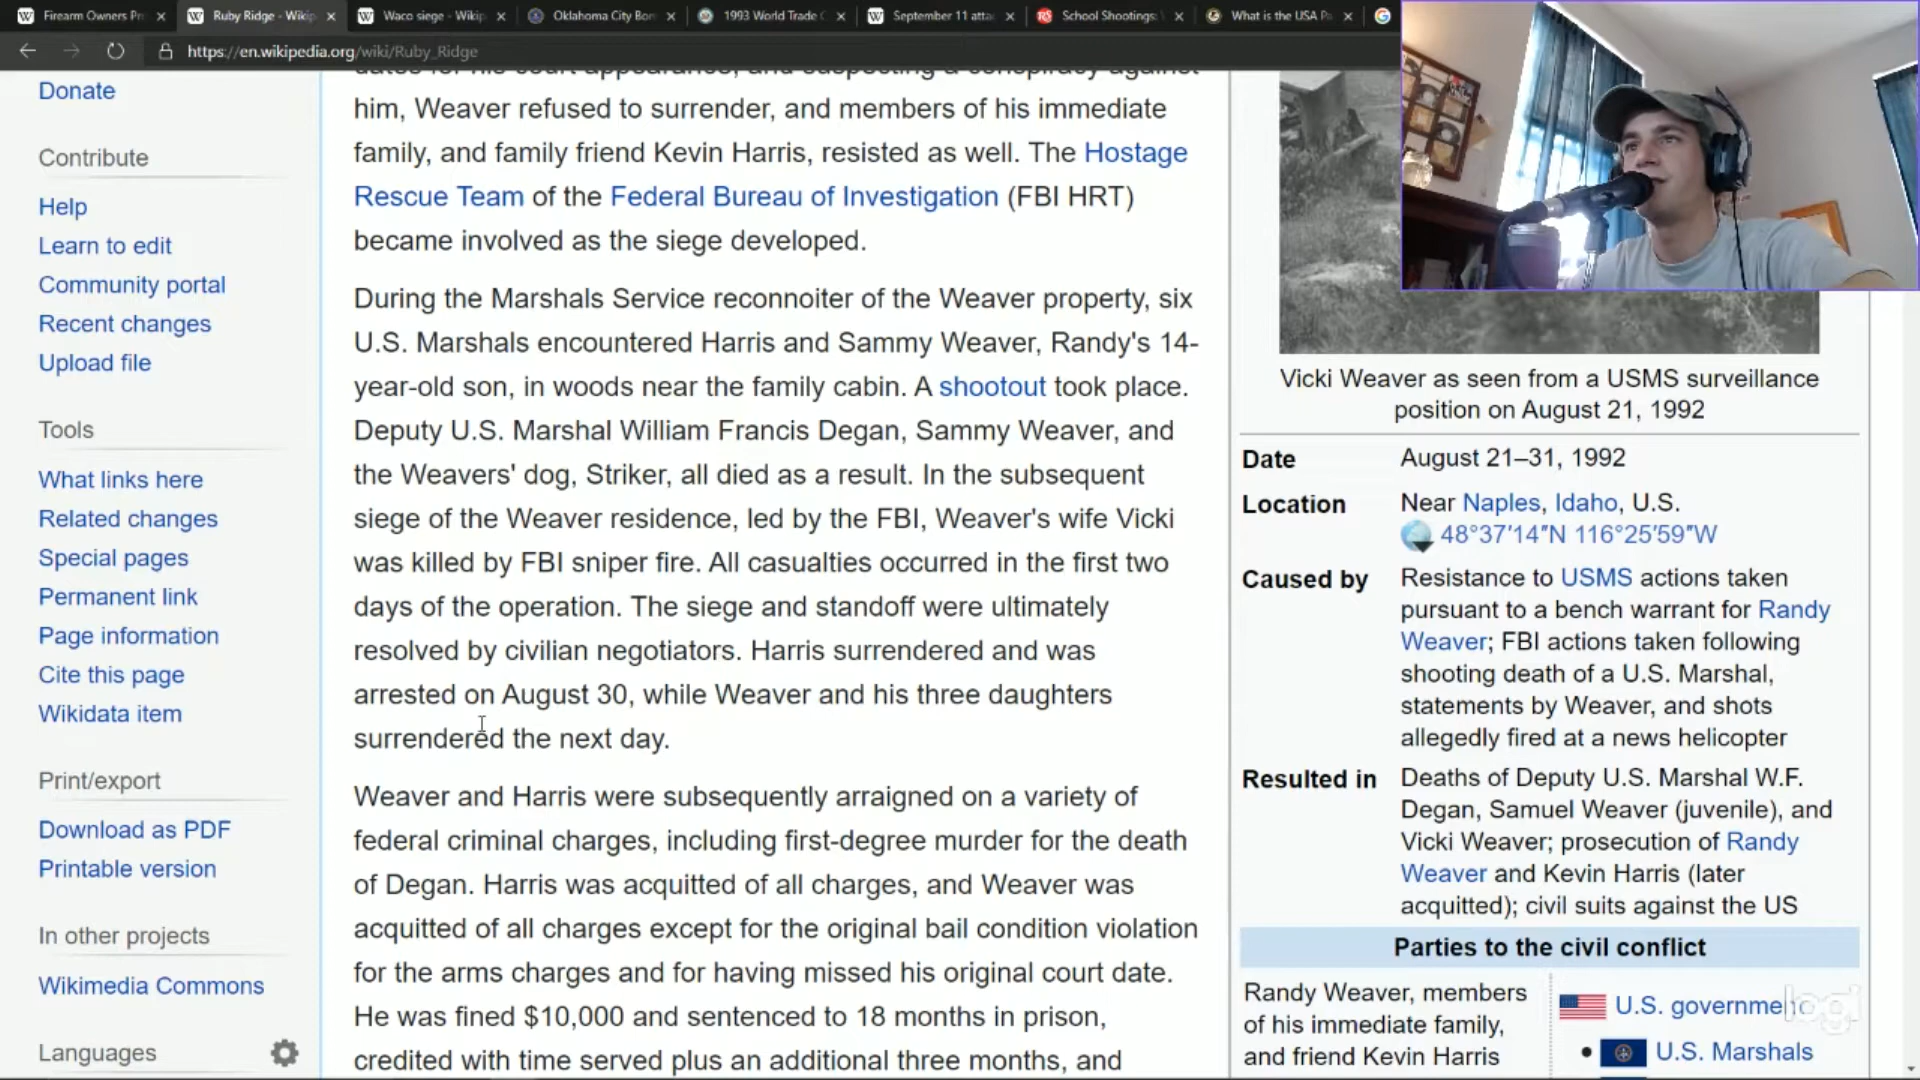 Firearm Owners Pr
Ruby Ridge - Wikip
Waco siege - Wikip
Oklahoma City Bom
1993 World Trade C
September 11 atta
School Shootings:
What is the USA Pa
https://en.wikipedia.org/wiki/Ruby_Ridge
Donate
Contribute
Help
Learn to edit
Community portal
Recent changes
Upload file
Tools
What links here
Related changes
Special pages
Permanent link
Page information
Cite this page
Wikidata item
Print/export
Download as PDF
Printable version
In other projects
Wikimedia Commons
Languages
dates for his court appearance, and suspecting a conspiracy against
him, Weaver refused to surrender, and members of his immediate
family, and family friend Kevin Harris, resisted as well. The Hostage
Rescue Team of the Federal Bureau of Investigation (FBI HRT)
became involved as the siege developed.
During the Marshals Service reconnoiter of the Weaver property, six
U.S. Marshals encountered Harris and Sammy Weaver, Randy's 14-
year-old son, in woods near the family cabin. A shootout took place.
Deputy U.S. Marshal William Francis Degan, Sammy Weaver, and
the Weavers' dog, Striker, all died as a result. In the subsequent
siege of the Weaver residence, led by the FBI, Weaver's wife Vicki
was killed by FBI sniper fire. All casualties occurred in the first two
days of the operation. The siege and standoff were ultimately
resolved by civilian negotiators. Harris surrendered and was
arrested on August 30, while Weaver and his three daughters
surrendered the next day.
Weaver and Harris were subsequently arraigned on a variety of
federal criminal charges, including first-degree murder for the death
of Degan. Harris was acquitted of all charges, and Weaver was
acquitted of all charges except for the original bail condition violation
for the arms charges and for having missed his original court date.
He was fined $10,000 and sentenced to 18 months in prison,
credited with time served plus an additional three months, and
Vicki Weaver as seen from a USMS surveillance
position on August 21, 1992
Date August 21–31, 1992
Location Near Naples, Idaho, U.S.
48°37′14″N 116°25′59″W
Caused by Resistance to USMS actions taken
pursuant to a bench warrant for Randy
Weaver; FBI actions taken following
shooting death of a U.S. Marshal,
statements by Weaver, and shots
allegedly fired at a news helicopter
Resulted in Deaths of Deputy U.S. Marshal W.F.
Degan, Samuel Weaver (juvenile), and
Vicki Weaver; prosecution of Randy
Weaver and Kevin Harris (later
acquitted); civil suits against the US
Parties to the civil conflict
Randy Weaver, members
of his immediate family,
and friend Kevin Harris
U.S. government
U.S. Marshals
logi